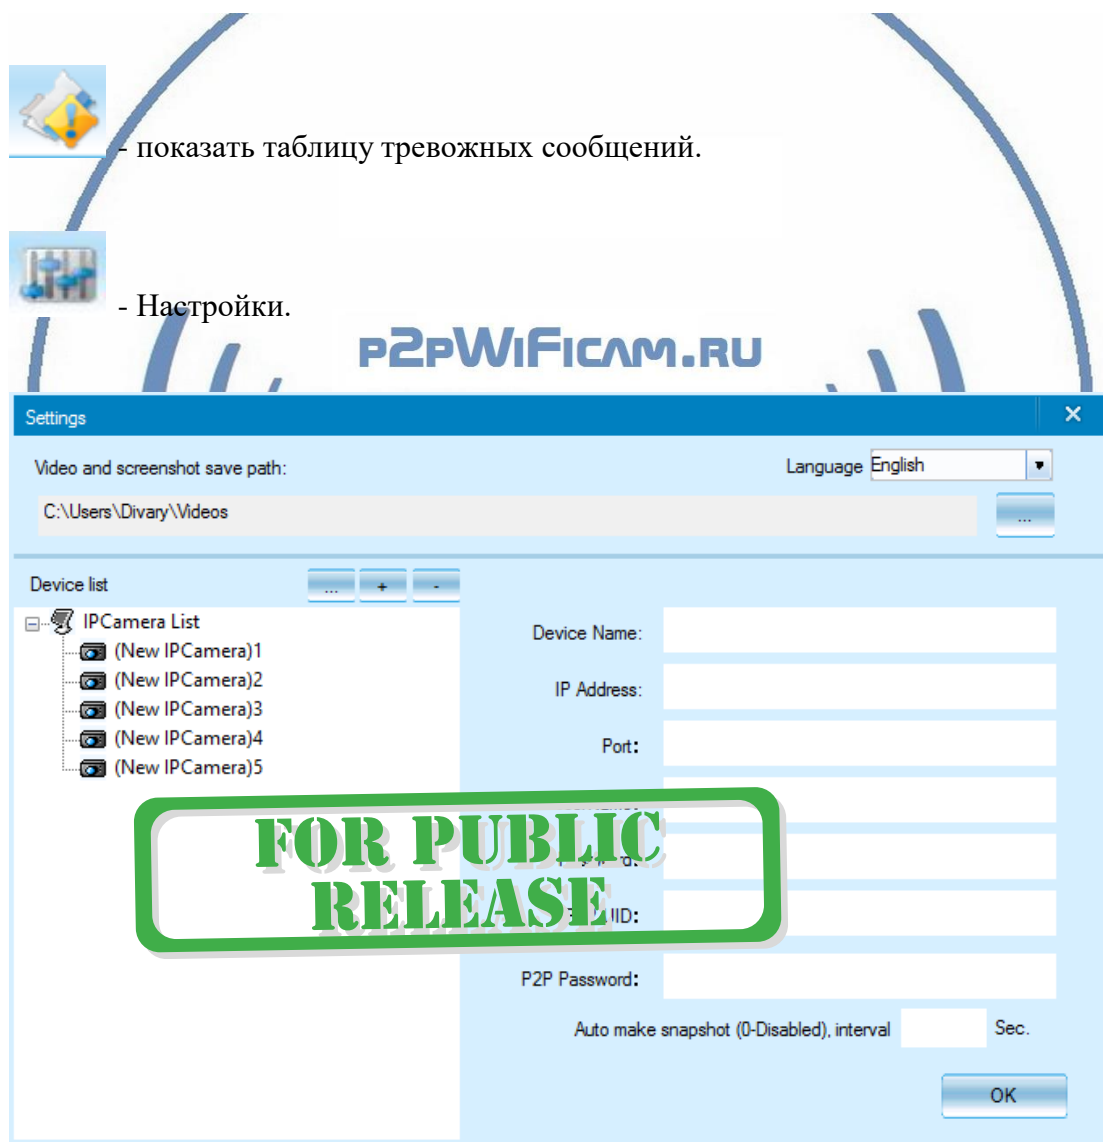 - показать таблицу тревожных сообщений.
- Настройки.
P2PWIFICAM.RU
Settings
Video and screenshot save path:
Language English
C:\Users\Divary\Videos
...
Device list
... + -
IPCamera List
(New IPCamera)1
(New IPCamera)2
(New IPCamera)3
(New IPCamera)4
(New IPCamera)5
Device Name:
IP Address:
Port:
FOR PUBLIC
RELEASE
P2P Password:
Auto make snapshot (0-Disabled), interval Sec.
OK